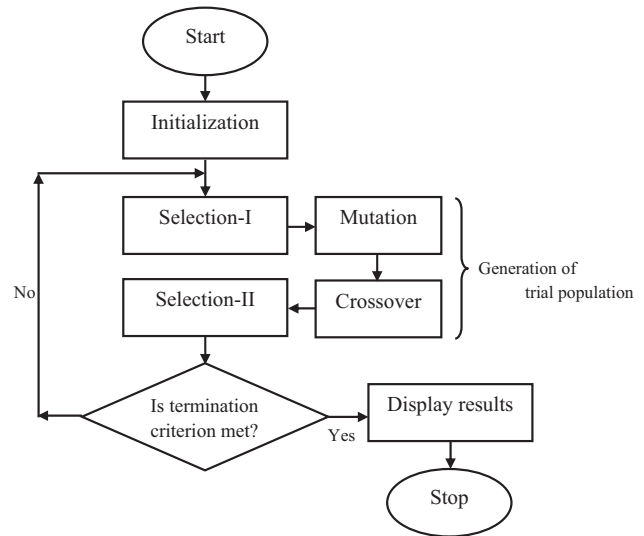 Start
Initialization
Selection-I
Mutation
Generation of
trial population
Selection-II
Crossover
No
Is termination
criterion met?
Yes
Display results
Stop